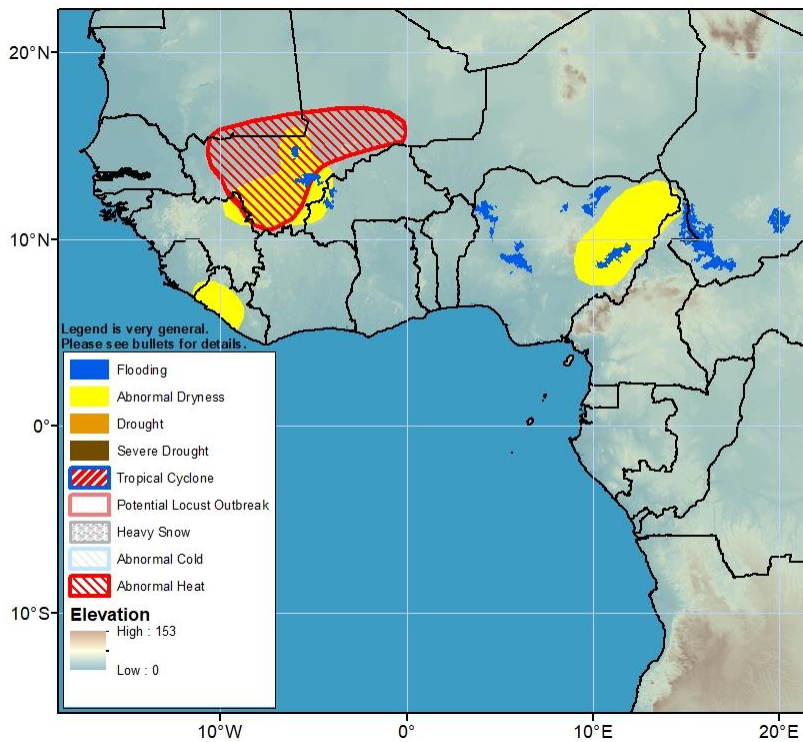 20°N
10°N
0°
10°S
Legend is very general.
Please see bullets for details.
Flooding
Abnormal Dryness
Drought
Severe Drought
Tropical Cyclone
Potential Locust Outbreak
Heavy Snow
Abnormal Cold
Abnormal Heat
Elevation
High : 153
Low : 0
10°W
0°
10°E
20°E